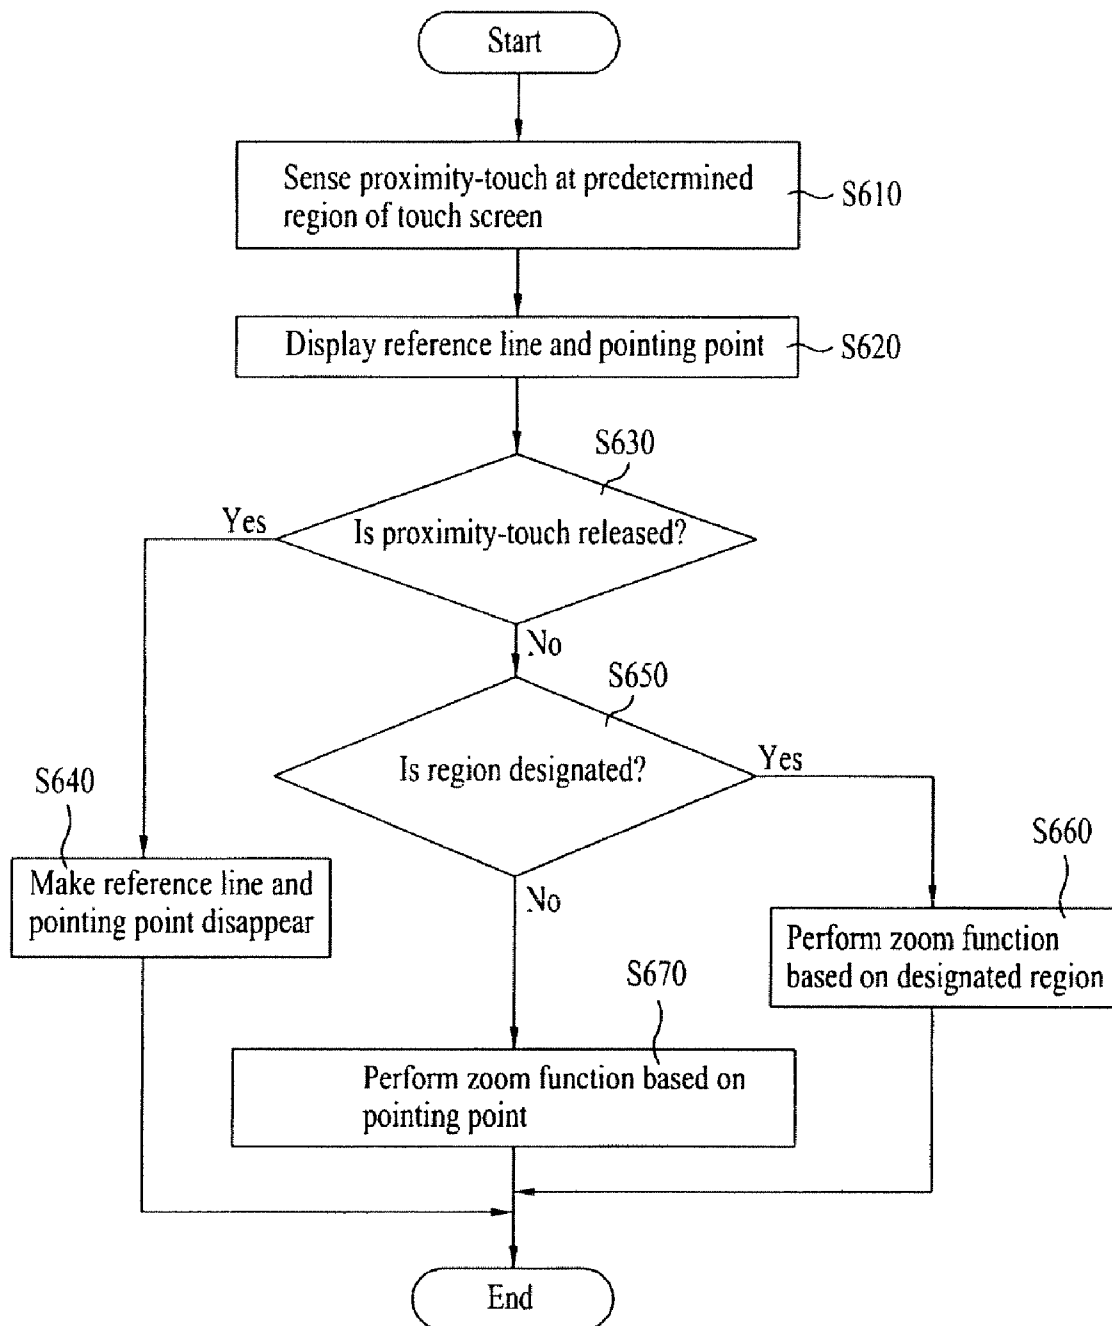 Start
Sense proximity-touch at predetermined
region of touch screen
S610
Display reference line and pointing point
S620
S630
Is proximity-touch released?
Yes
No
S650
Is region designated?
Yes
No
S640
Make reference line and
pointing point disappear
S660
Perform zoom function
based on designated region
S670
Perform zoom function based on
pointing point
End